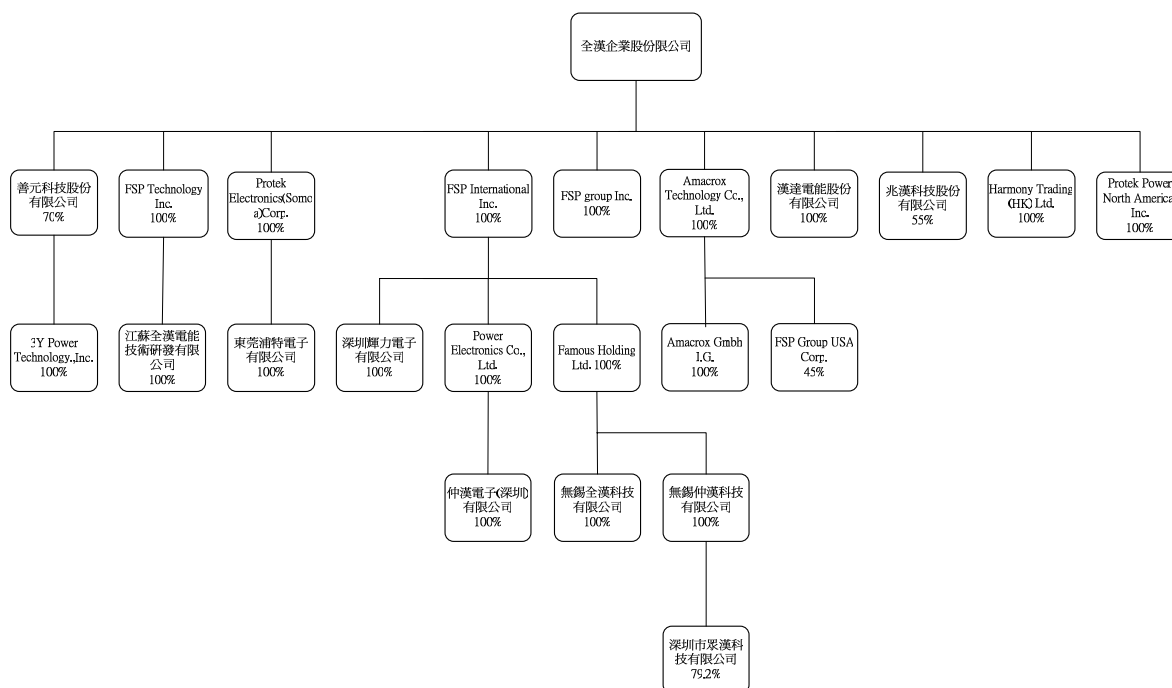 全漢企業股份限公司
善元科技股份
有限公司
70%
FSP Technology
Inc.
100%
Protek
Electronics(Somo
a)Corp.
100%
FSP International
Inc.
100%
FSP group Inc.
100%
Amacrox
Technology Co.,
Ltd.
100%
漢達電能股份
有限公司
100%
兆漢科技股份
有限公司
55%
Harmony Trading
(HK) Ltd.
100%
Protek Power
North America
Inc.
100%
3Y Power
Technology.,Inc.
100%
江蘇全漢電能
技術研發有限公
司
100%
東莞浦特電子
有限公司
100%
深圳輝力電子有
限公司
100%
Power
Electronics Co.,
Ltd.
100%
Famous Holding
Ltd. 100%
Amacrox Gmbh
I.G.
100%
FSP Group USA
Corp.
45%
仲漢電子(深圳)
有限公司
100%
無錫全漢科技
有限公司
100%
無錫仲漢科技
有限公司
100%
深圳市眾漢科
技有限公司
79.2%